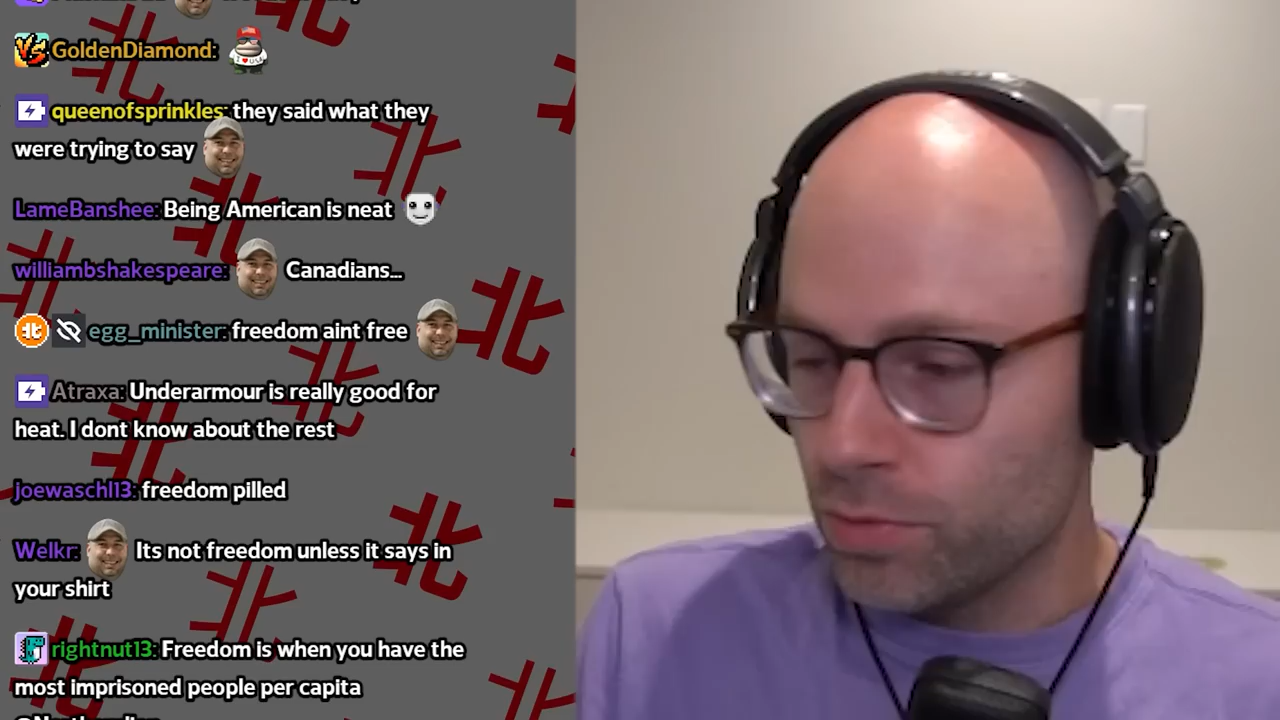 GoldenDiamond:
I ♥ USA
queenofsprinkles: they said what they
were trying to say
LameBanshee: Being American is neat
williambshakespeare: Canadians...
egg_minister: freedom aint free
Atraxa: Underarmour is really good for
heat. I dont know about the rest
joewaschl13: freedom pilled
Welkr: Its not freedom unless it says in
your shirt
rightnut13: Freedom is when you have the
most imprisoned people per capita